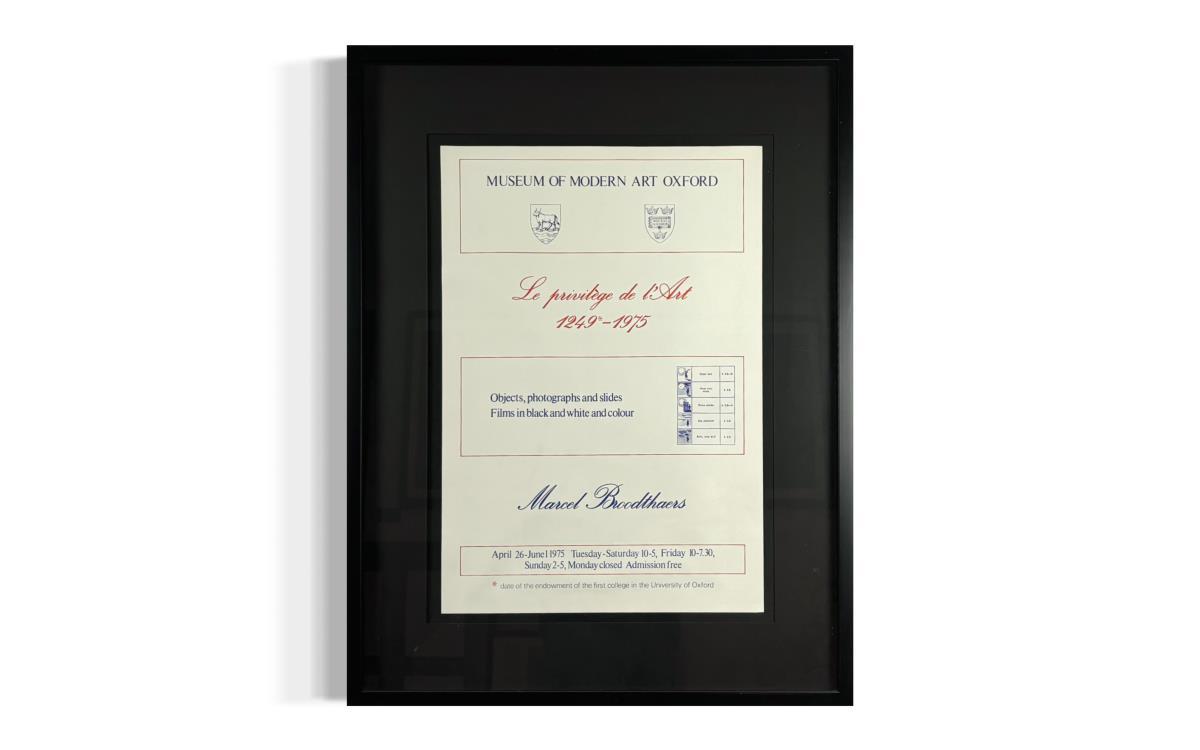 MUSEUM OF MODERN ART OXFORD
Le privilège de l'Art
1249*-1975
Objects, photographs and slides
Films in black and white and colour
Marcel Broodthaers
April 26-June 1 1975 Tuesday-Saturday 10-5, Friday 10-7.30,
Sunday 2-5, Monday closed Admission free
* date of the endowment of the first college in the University of Oxford